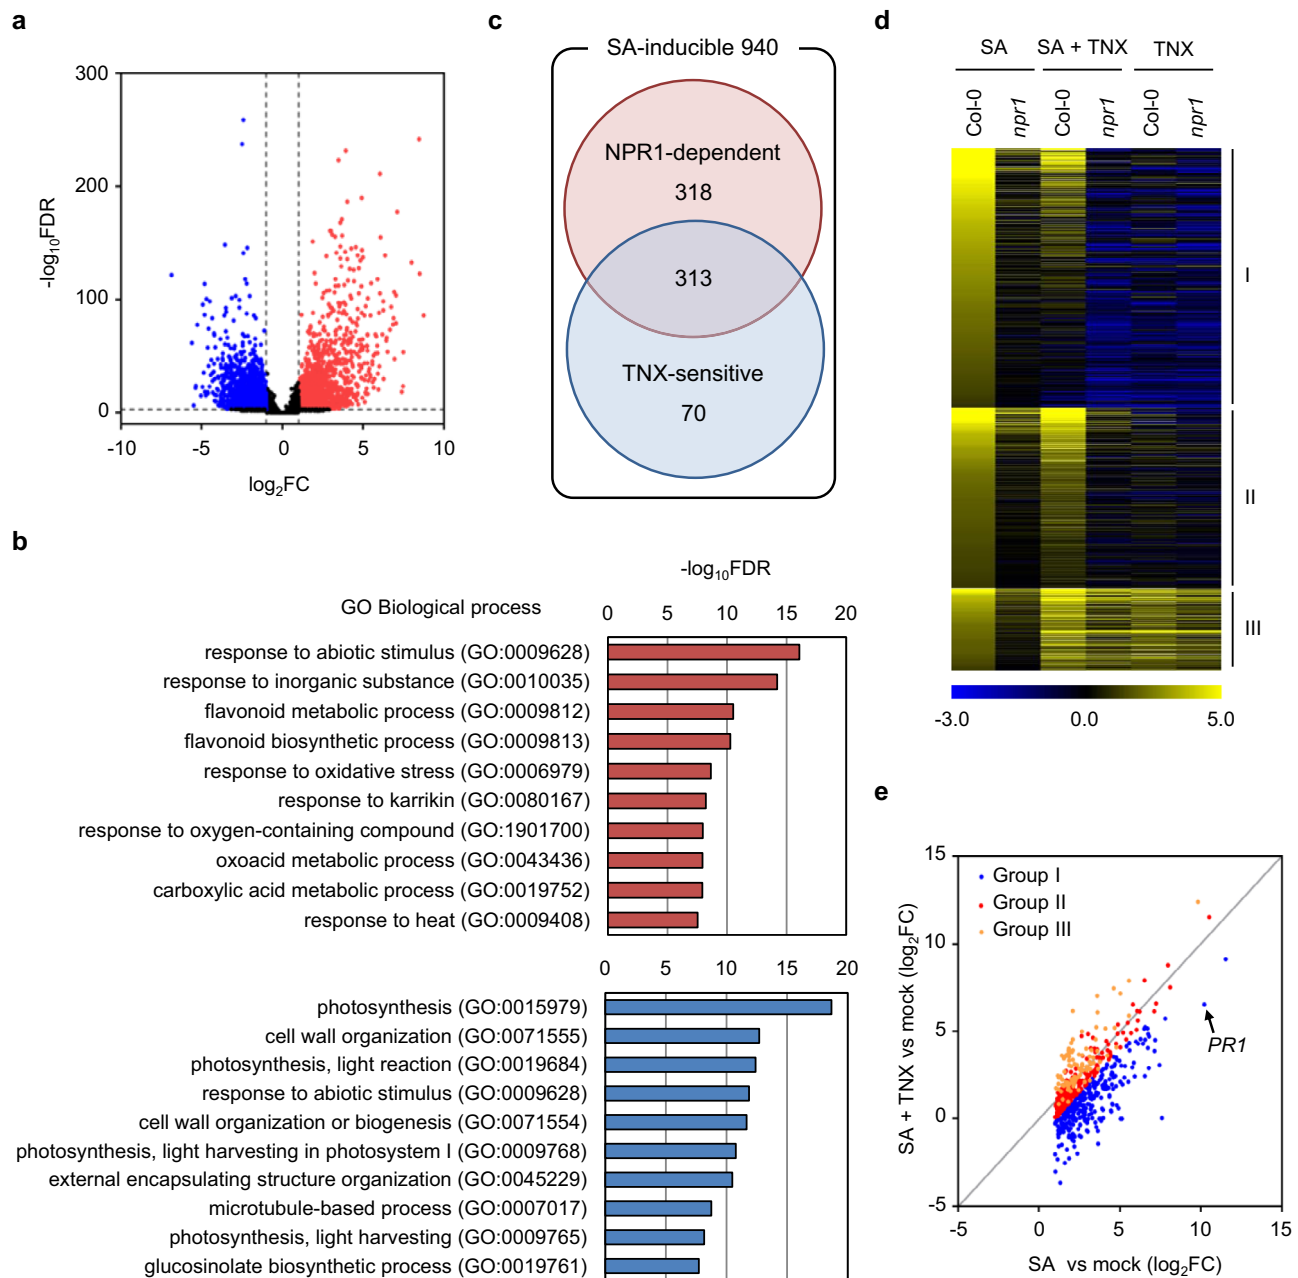 a
300
200
100
0
-log10FDR
-10 -5 0 5 10
log2FC
b
-log10FDR
GO Biological process
0 5 10 15 20
response to abiotic stimulus (GO:0009628)
response to inorganic substance (GO:0010035)
flavonoid metabolic process (GO:0009812)
flavonoid biosynthetic process (GO:0009813)
response to oxidative stress (GO:0006979)
response to karrikin (GO:0080167)
response to oxygen-containing compound (GO:1901700)
oxoacid metabolic process (GO:0043436)
carboxylic acid metabolic process (GO:0019752)
response to heat (GO:0009408)
0 5 10 15 20
photosynthesis (GO:0015979)
cell wall organization (GO:0071555)
photosynthesis, light reaction (GO:0019684)
response to abiotic stimulus (GO:0009628)
cell wall organization or biogenesis (GO:0071554)
photosynthesis, light harvesting in photosystem I (GO:0009768)
external encapsulating structure organization (GO:0045229)
microtubule-based process (GO:0007017)
photosynthesis, light harvesting (GO:0009765)
glucosinolate biosynthetic process (GO:0019761)
c
SA-inducible 940
NPR1-dependent
318
313
TNX-sensitive
70
d
SA SA + TNX TNX
Col-0 npr1 Col-0 npr1 Col-0 npr1
I
II
III
-3.0 0.0 5.0
e
15
10
5
0
-5
SA + TNX vs mock (log2FC)
Group I
Group II
Group III
PR1
-5 0 5 10 15
SA vs mock (log2FC)